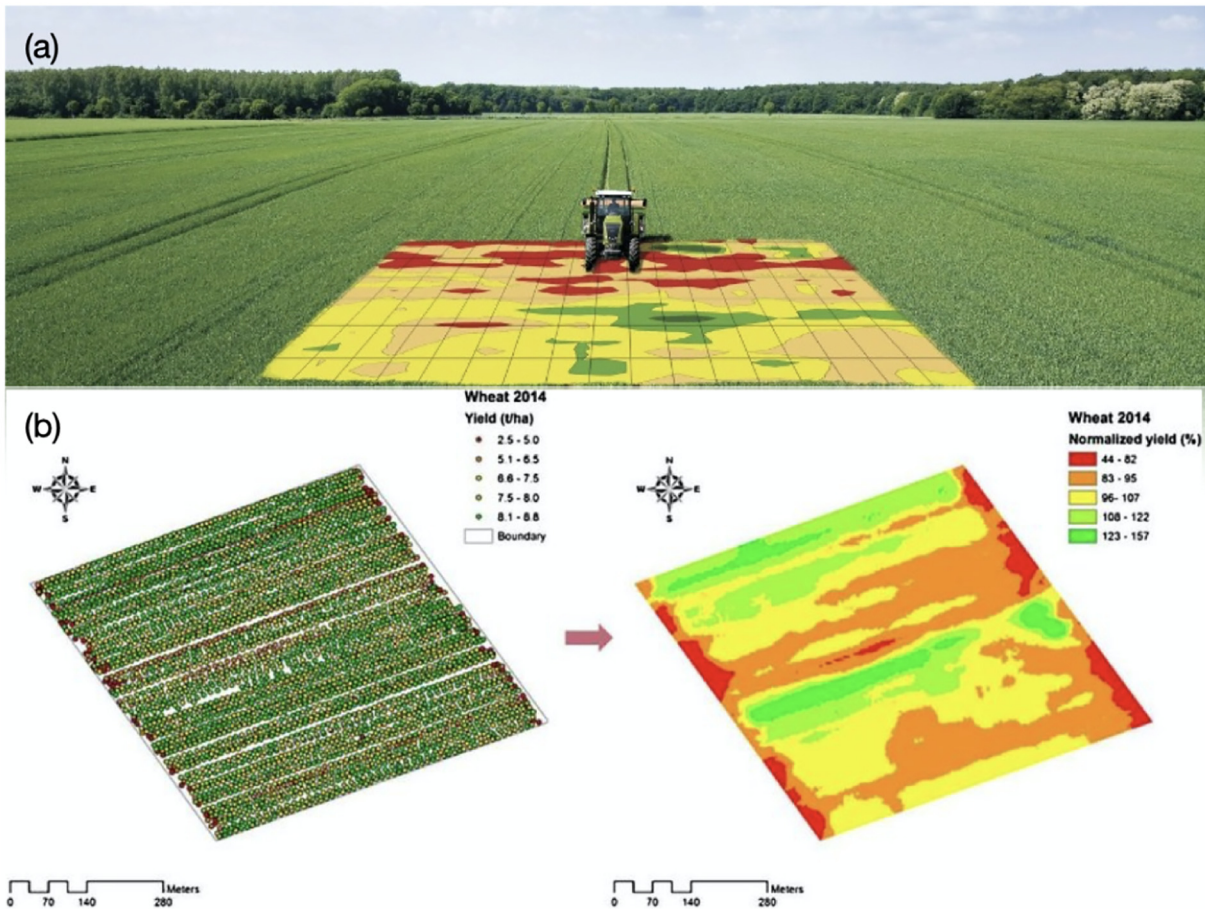 (a)
(b)
Wheat 2014
Yield (t/ha)
2.5 - 5.0
5.1 - 6.5
6.6 - 7.5
7.5 - 8.0
8.1 - 8.8
Boundary
N
W E
S
Meters
0 70 140 280
Wheat 2014
Normalized yield (%)
44 - 82
83 - 95
96- 107
108 - 122
123 - 157
N
W E
S
Meters
0 70 140 280